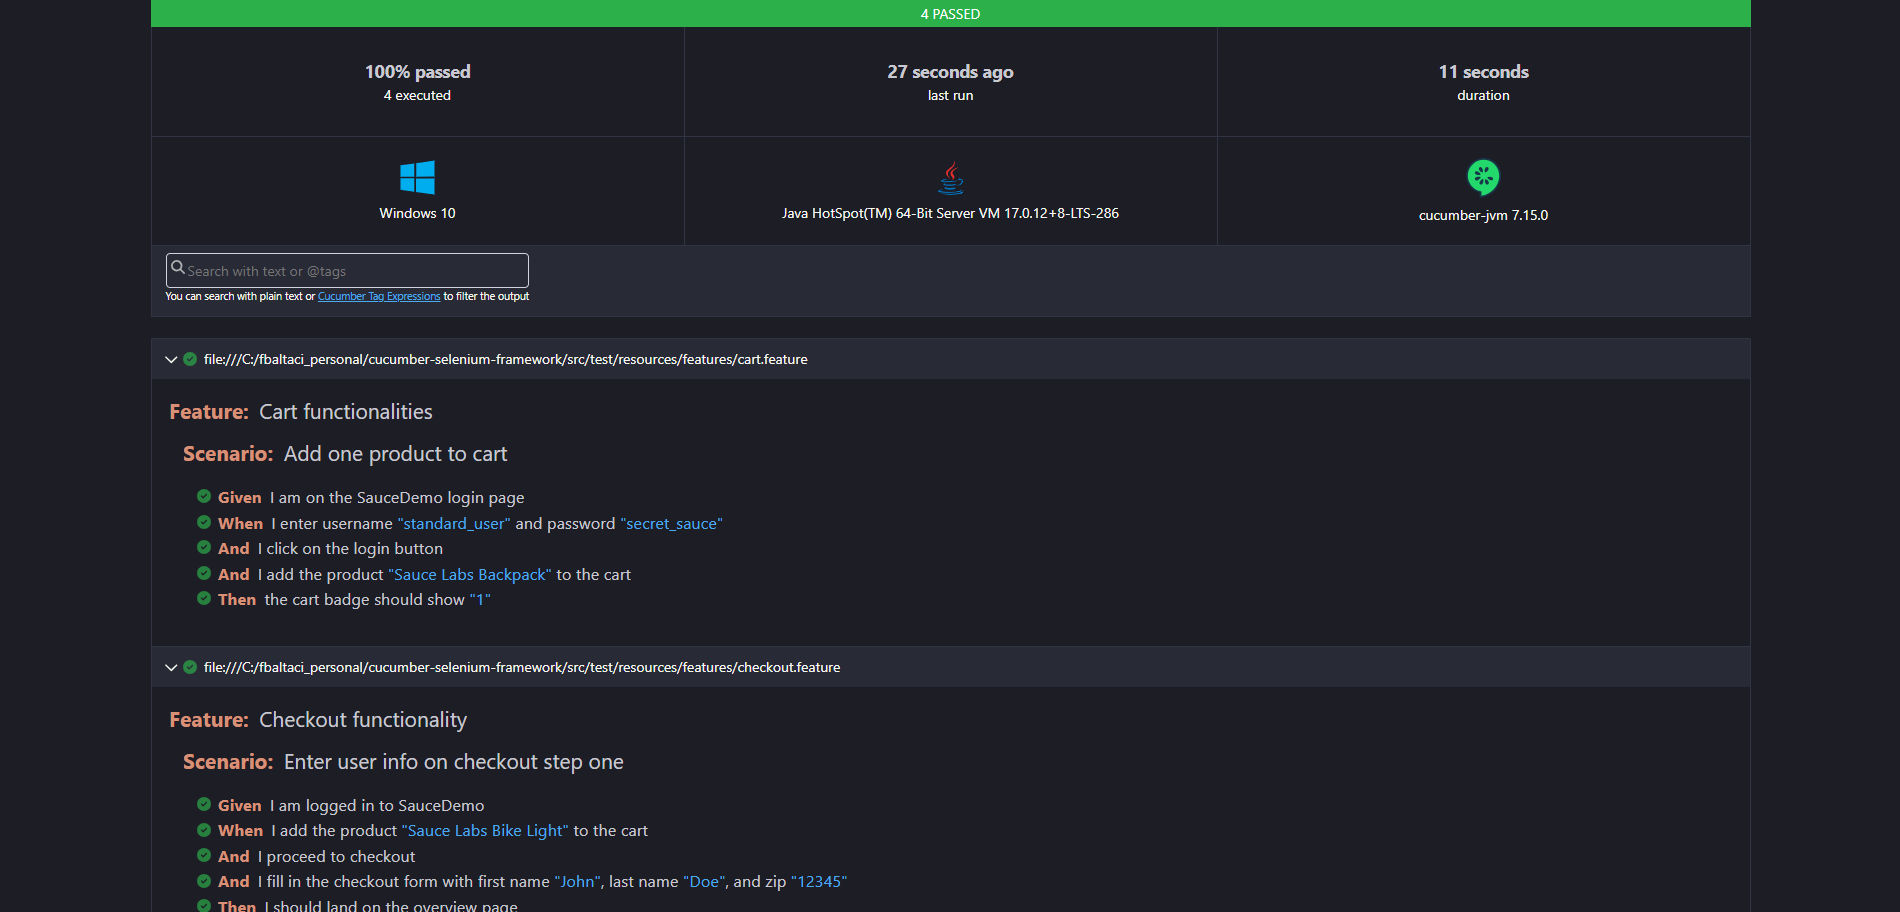 4 PASSED
100% passed
4 executed
27 seconds ago
last run
11 seconds
duration
Windows 10
Java HotSpot(TM) 64-Bit Server VM 17.0.12+8-LTS-286
cucumber-jvm 7.15.0
Search with text or @tags
You can search with plain text or Cucumber Tag Expressions to filter the output
file:///C:/fbaltaci_personal/cucumber-selenium-framework/src/test/resources/features/cart.feature
Feature: Cart functionalities
Scenario: Add one product to cart
Given I am on the SauceDemo login page
When I enter username "standard_user" and password "secret_sauce"
And I click on the login button
And I add the product "Sauce Labs Backpack" to the cart
Then the cart badge should show "1"
file:///C:/fbaltaci_personal/cucumber-selenium-framework/src/test/resources/features/checkout.feature
Feature: Checkout functionality
Scenario: Enter user info on checkout step one
Given I am logged in to SauceDemo
When I add the product "Sauce Labs Bike Light" to the cart
And I proceed to checkout
And I fill in the checkout form with first name "John", last name "Doe", and zip "12345"
Then I should land on the overview page